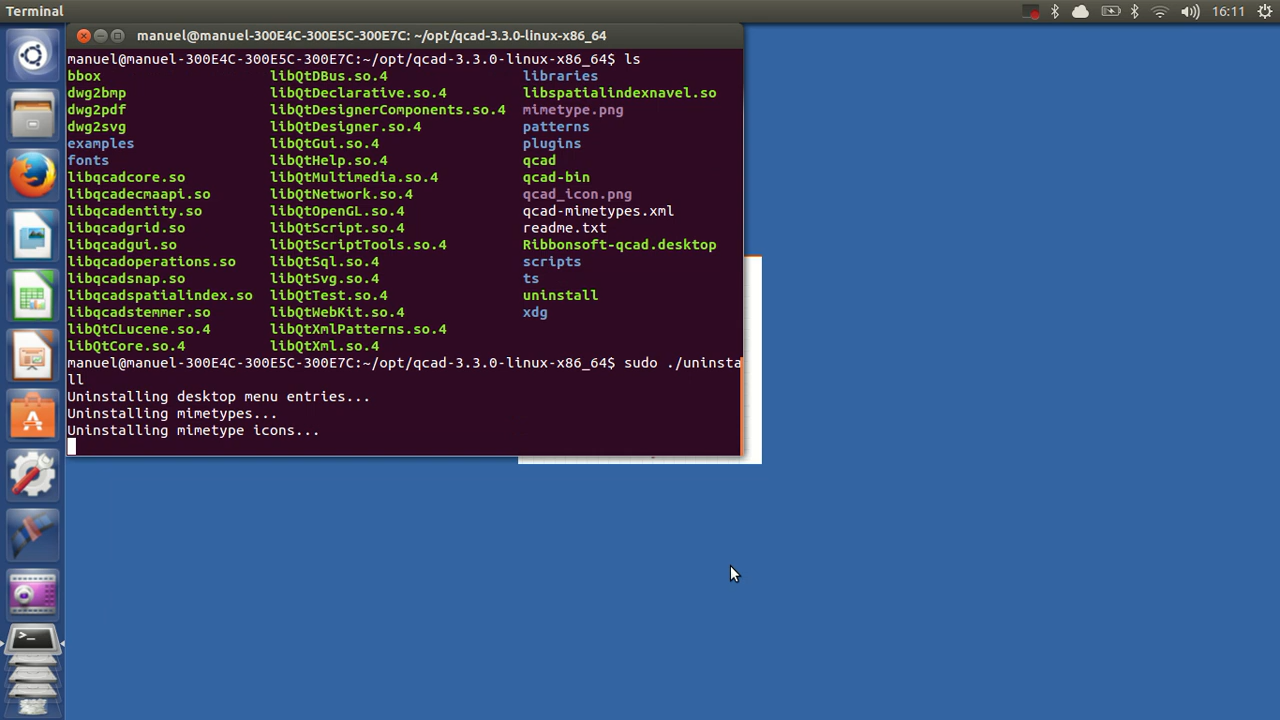 Terminal
16:11
manuel@manuel-300E4C-300E5C-300E7C: ~/opt/qcad-3.3.0-linux-x86_64
manuel@manuel-300E4C-300E5C-300E7C:~/opt/qcad-3.3.0-linux-x86_64$ ls
bbox libQtDBus.so.4 libraries
dwg2bmp libQtDeclarative.so.4 libspatialindexnavel.so
dwg2pdf libQtDesignerComponents.so.4 mimetype.png
dwg2svg libQtDesigner.so.4 patterns
examples libQtGui.so.4 plugins
fonts libQtHelp.so.4 qcad
libqcadcore.so libQtMultimedia.so.4 qcad-bin
libqcadecmaapi.so libQtNetwork.so.4 qcad_icon.png
libqcadentity.so libQtOpenGL.so.4 qcad-mimetypes.xml
libqcadgrid.so libQtScript.so.4 readme.txt
libqcadgui.so libQtScriptTools.so.4 Ribbonsoft-qcad.desktop
libqcadoperations.so libQtSql.so.4 scripts
libqcadsnap.so libQtSvg.so.4 ts
libqcadspatialindex.so libQtTest.so.4 uninstall
libqcadstemmer.so libQtWebKit.so.4 xdg
libQtCLucene.so.4 libQtXmlPatterns.so.4
libQtCore.so.4 libQtXml.so.4
manuel@manuel-300E4C-300E5C-300E7C:~/opt/qcad-3.3.0-linux-x86_64$ sudo ./uninsta
ll
Uninstalling desktop menu entries...
Uninstalling mimetypes...
Uninstalling mimetype icons...